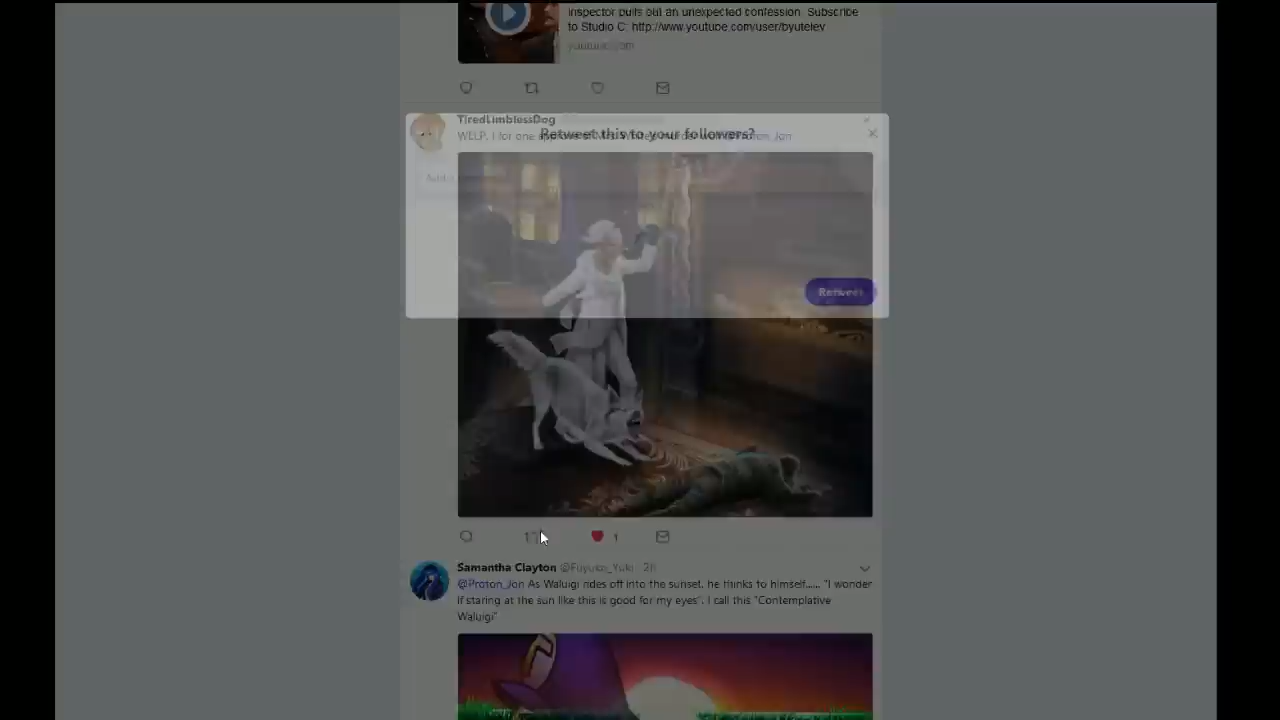 inspector pulls out an unexpected confession. Subscribe
to Studio C: http://www.youtube.com/user/byutelev
youtube.com
TiredLimblessDog
Retweet this to your followers?
WELP. I for one
Retweet
1
Samantha Clayton @Fuyuko_Yuki · 2h
@Proton_Jon As Waluigi rides off into the sunset, he thinks to himself...... "I wonder
if staring at the sun like this is good for my eyes". I call this "Contemplative
Waluigi"